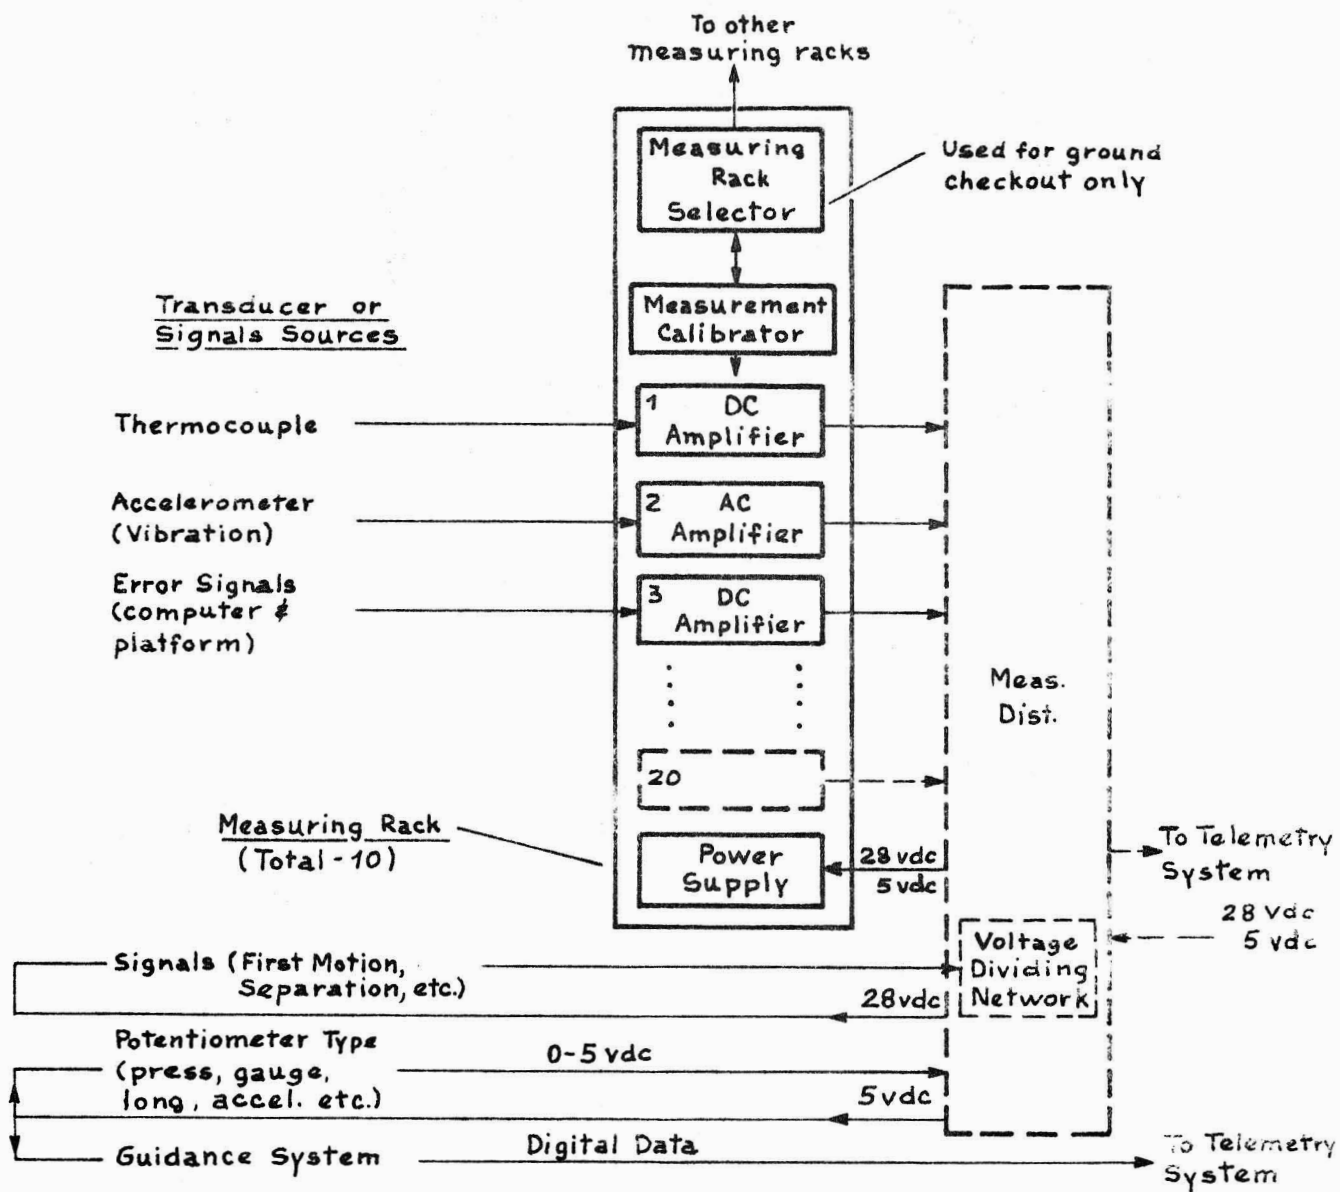 To other
measuring racks
Measuring
Rack
Selector
Used for ground
checkout only
Transducer or
Signals Sources
Measurement
Calibrator
Thermocouple
1 DC
Amplifier
Accelerometer
(Vibration)
2 AC
Amplifier
Error Signals
(computer &
platform)
3 DC
Amplifier
Meas.
Dist.
20
Measuring Rack
(Total - 10)
Power
Supply
28 vdc
5 vdc
To Telemetry
System
28 vdc
5 vdc
Signals (First Motion,
Separation, etc.)
Voltage
Dividing
Network
28 vdc
Potentiometer Type
(press, gauge,
long, accel. etc.)
0-5 vdc
5 vdc
Guidance System
Digital Data
To Telemetry
System